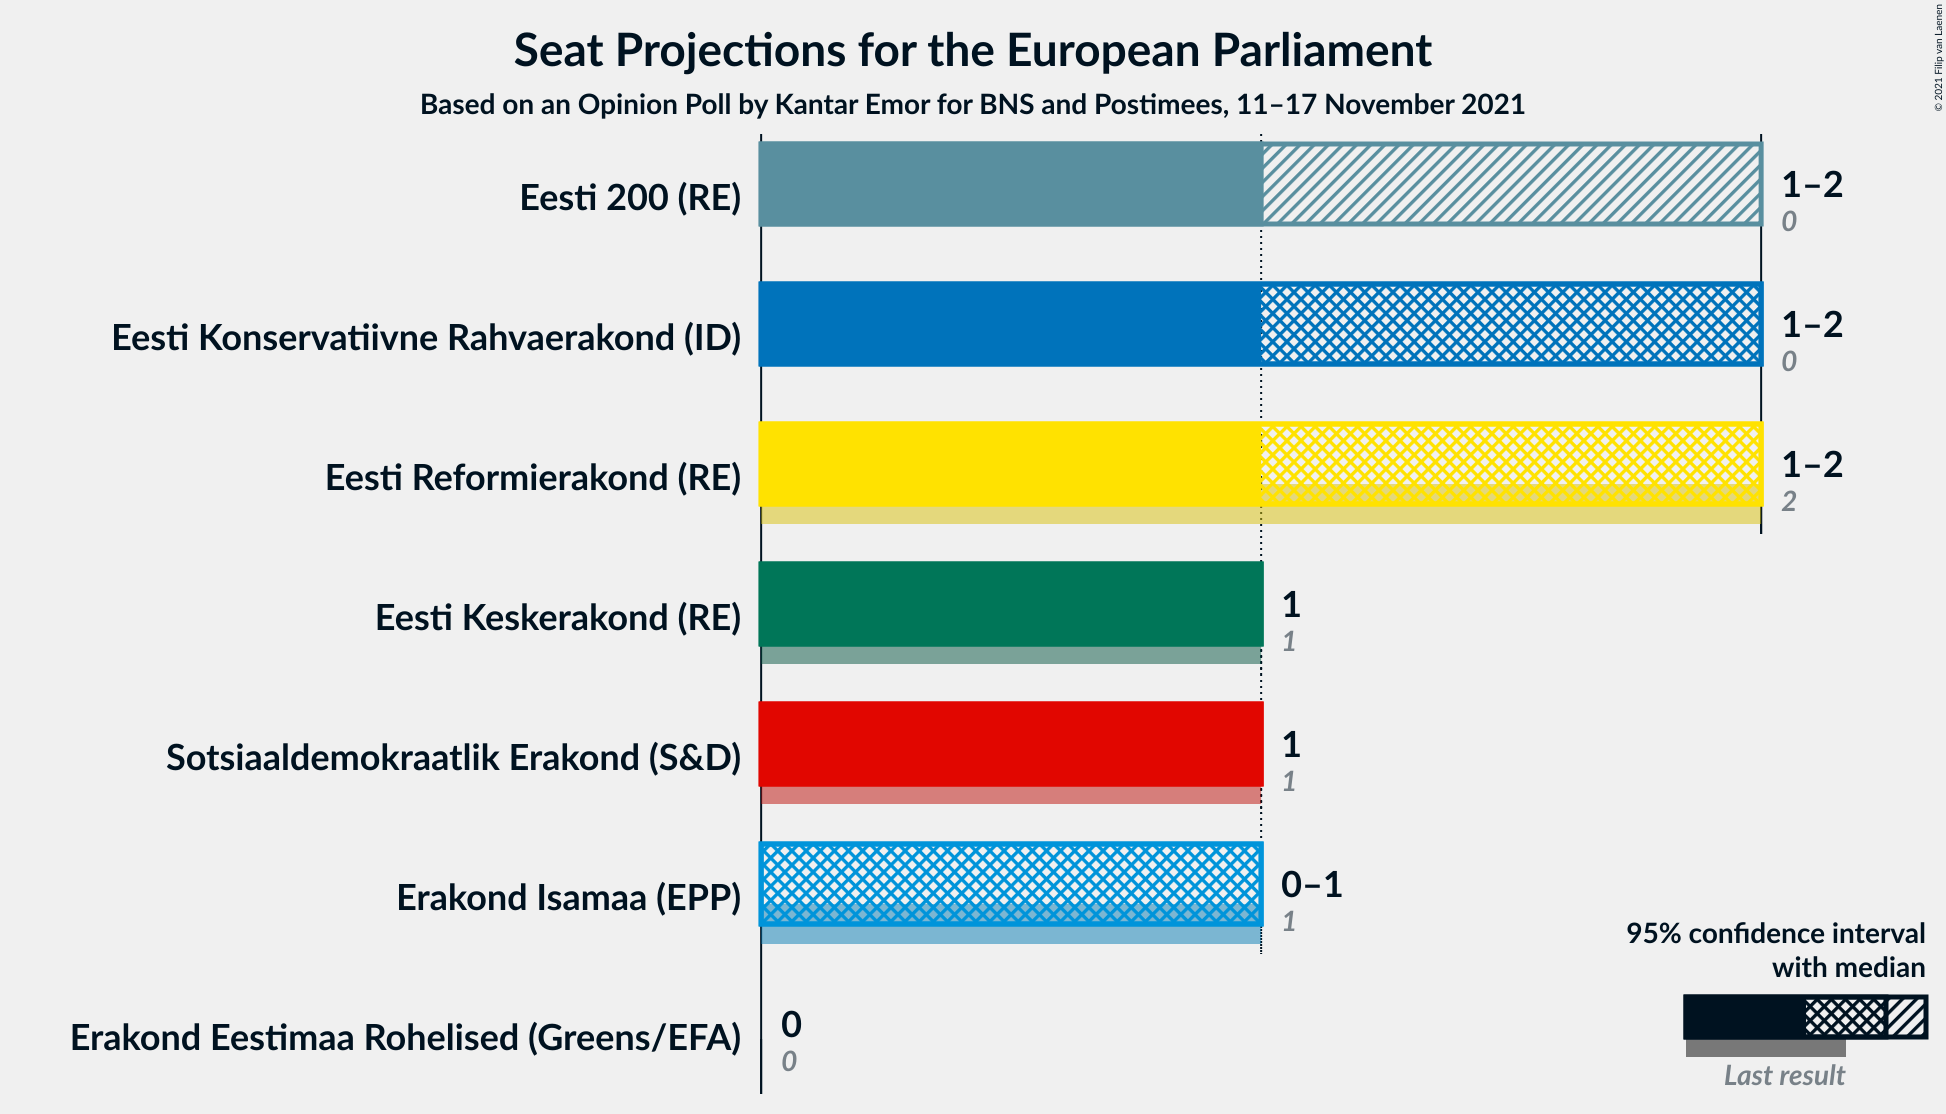 Seat Projections for the European Parliament
Based on an Opinion Poll by Kantar Emor for BNS and Postimees, 11–17 November 2021
© 2021 Filip van Laenen
Eesti 200 (RE)
1–2
0
Eesti Konservatiivne Rahvaerakond (ID)
1–2
0
Eesti Reformierakond (RE)
1–2
2
Eesti Keskerakond (RE)
1
1
Sotsiaaldemokraatlik Erakond (S&D)
1
1
Erakond Isamaa (EPP)
0–1
1
Erakond Eestimaa Rohelised (Greens/EFA)
0
0
95% confidence interval
with median
Last result